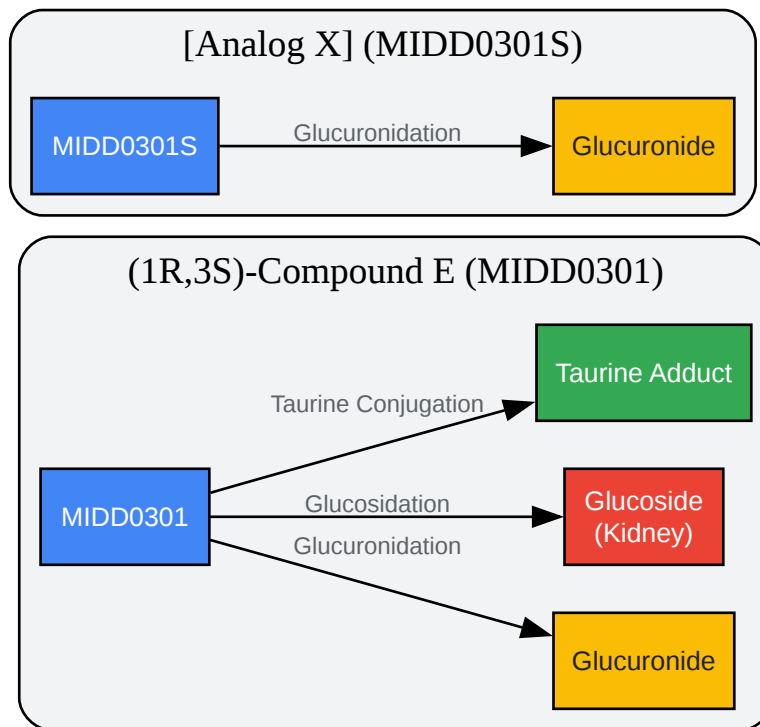 [Analog X] (MIDD0301S)
MIDD0301S
Glucuronidation
Glucuronide
(1R,3S)-Compound E (MIDD0301)
Taurine Adduct
Taurine Conjugation
MIDD0301
Glucosidation
Glucoside
(Kidney)
Glucuronidation
Glucuronide